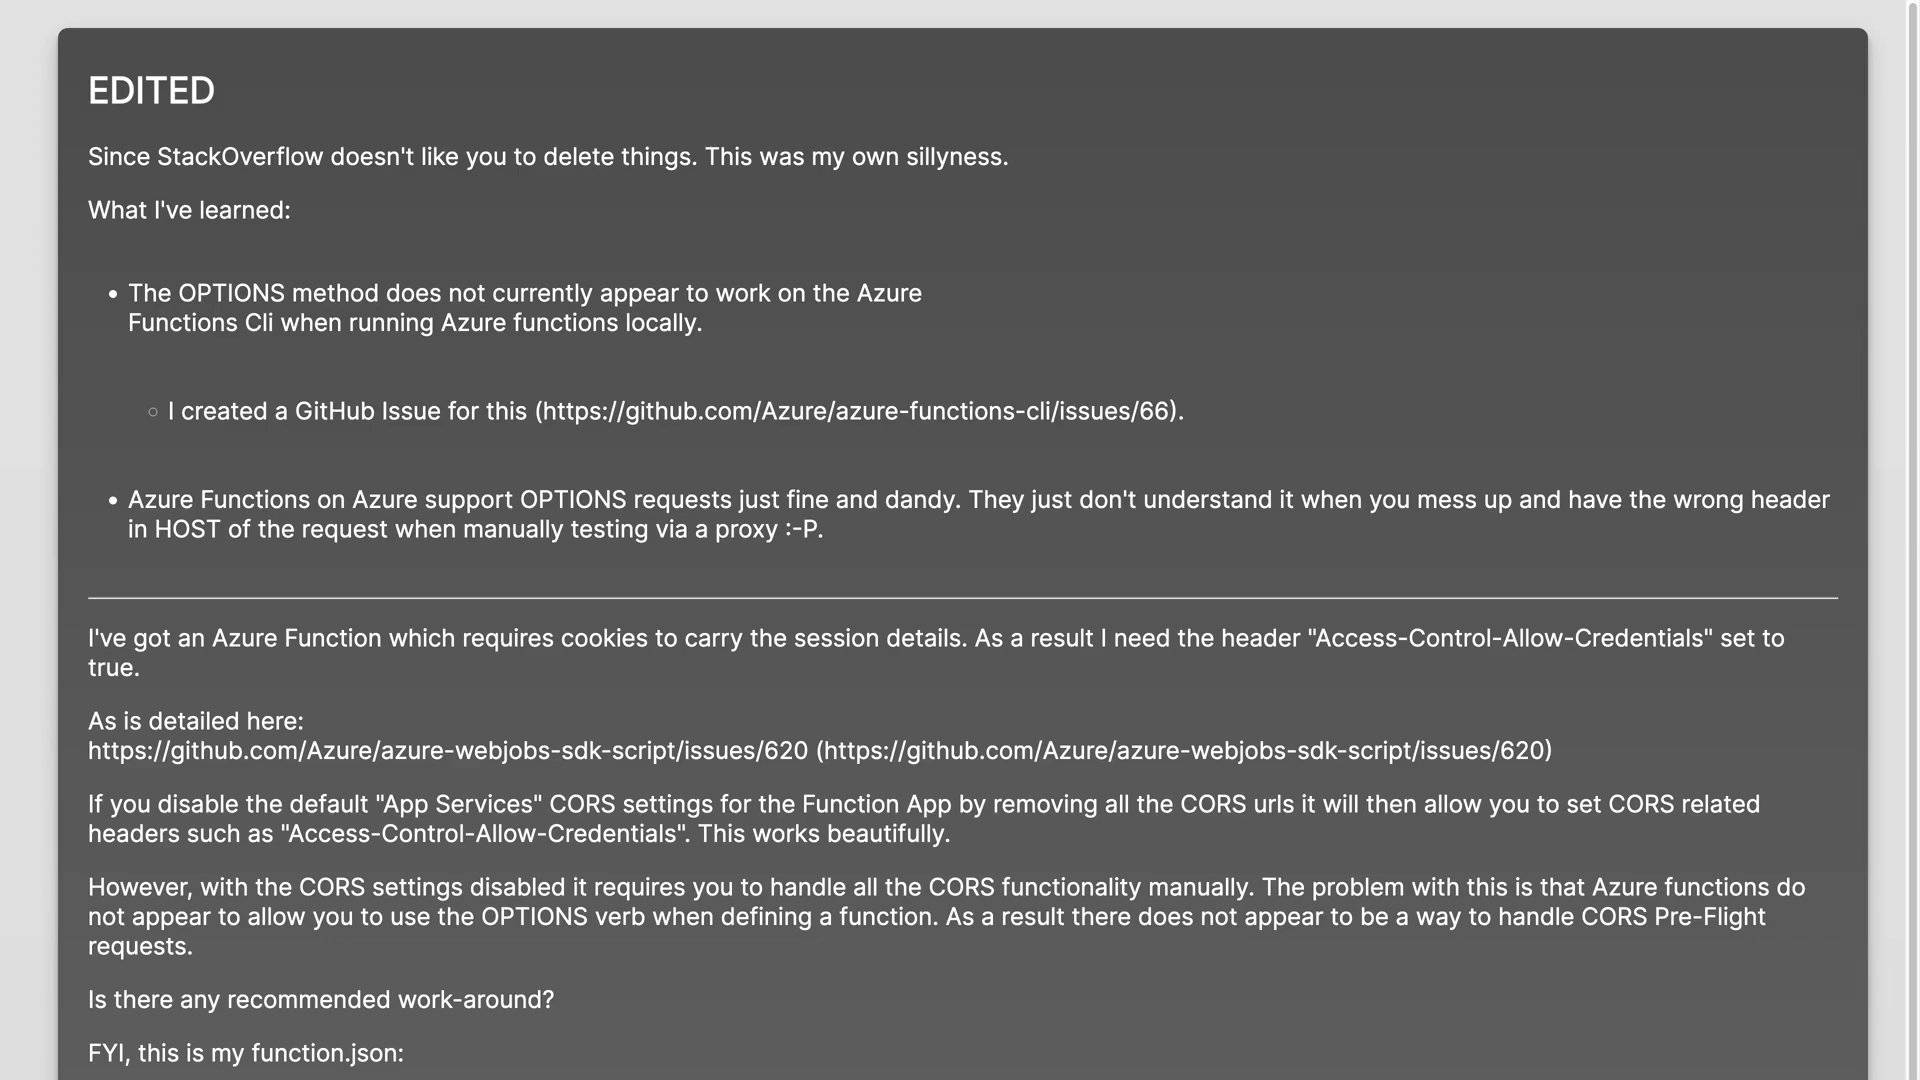 EDITED
Since StackOverflow doesn't like you to delete things. This was my own sillyness.
What I've learned:
• The OPTIONS method does not currently appear to work on the Azure
Functions Cli when running Azure functions locally.
○ I created a GitHub Issue for this (https://github.com/Azure/azure-functions-cli/issues/66).
• Azure Functions on Azure support OPTIONS requests just fine and dandy. They just don't understand it when you mess up and have the wrong header
in HOST of the request when manually testing via a proxy :-P.
I've got an Azure Function which requires cookies to carry the session details. As a result I need the header "Access-Control-Allow-Credentials" set to
true.
As is detailed here:
https://github.com/Azure/azure-webjobs-sdk-script/issues/620 (https://github.com/Azure/azure-webjobs-sdk-script/issues/620)
If you disable the default "App Services" CORS settings for the Function App by removing all the CORS urls it will then allow you to set CORS related
headers such as "Access-Control-Allow-Credentials". This works beautifully.
However, with the CORS settings disabled it requires you to handle all the CORS functionality manually. The problem with this is that Azure functions do
not appear to allow you to use the OPTIONS verb when defining a function. As a result there does not appear to be a way to handle CORS Pre-Flight
requests.
Is there any recommended work-around?
FYI, this is my function.json: